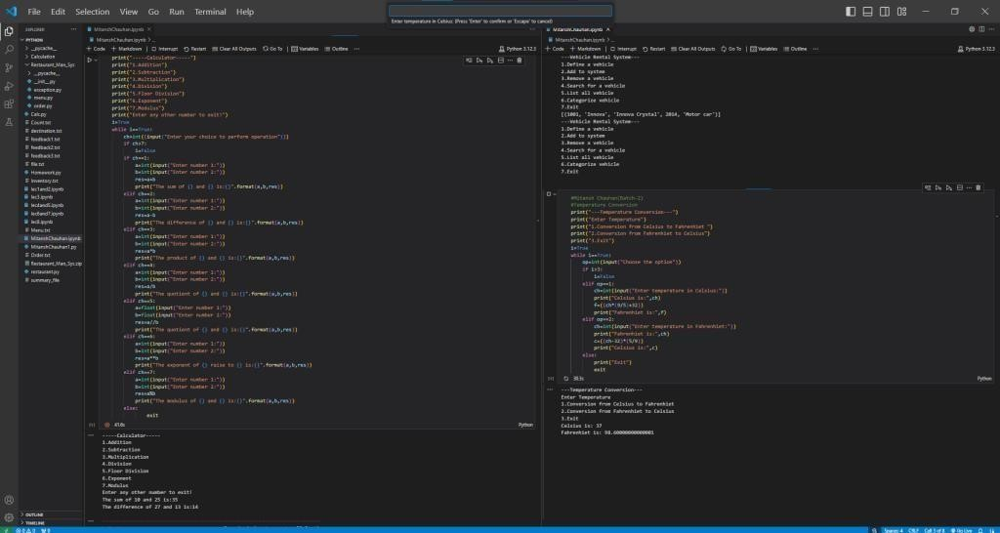 File Edit Selection View Go Run Terminal Help
Enter temperature in Celsius: (Press 'Enter' to confirm or 'Escape' to cancel)
EXPLORER
PYTHON
__pycache__
Calculation
Restaurant_Man_Sys
__pycache__
__init__.py
exception.py
menu.py
order.py
Calc.py
Count.txt
destination.txt
feedback1.txt
feedback2.txt
feedback3.txt
file.txt
Homework.py
Inventory.txt
lec1and2.ipynb
lec3.ipynb
lec4and5.ipynb
lec6and7.ipynb
lec8.ipynb
Menu.txt
MitanshChauhan.ipynb
MitanshChauhan1.py
Order.txt
Restaurant_Man_Sys.zip
restaurant.py
summary_file
OUTLINE
TIMELINE
MitanshChauhan.ipynb
MitanshChauhan.ipynb > ...
+ Code + Markdown Interrupt Restart Clear All Outputs Go To Variables Outline ... Python 3.12.3
print("-----Calculator-----")
print("1.Addition")
print("2.Subtraction")
print("3.Multiplication")
print("4.Division")
print("5.Floor Division")
print("6.Exponent")
print("7.Modulus")
print("Enter any other number to exit!")
i=True
while i==True:
ch=int((input("Enter your choice to perform operation")))
if ch>7:
i=False
if ch==1:
a=int(input("Enter number 1:"))
b=int(input("Enter number 2:"))
res=a+b
print("The sum of {} and {} is:{}".format(a,b,res))
elif ch==2:
a=int(input("Enter number 1:"))
b=int(input("Enter number 2:"))
res=a-b
print("The difference of {} and {} is:{}".format(a,b,res))
elif ch==3:
a=int(input("Enter number 1:"))
b=int(input("Enter number 2:"))
res=a*b
print("The product of {} and {} is:{}".format(a,b,res))
elif ch==4:
a=int(input("Enter number 1:"))
b=int(input("Enter number 2:"))
res=a/b
print("The quotient of {} and {} is:{}".format(a,b,res))
elif ch==5:
a=float(input("Enter number 1:"))
b=float(input("Enter number 2:"))
res=a//b
print("The quotient of {} and {} is:{}".format(a,b,res))
elif ch==6:
a=int(input("Enter number 1:"))
b=int(input("Enter number 2:"))
res=a**b
print("The exponent of {} raise to {} is:{}".format(a,b,res))
elif ch==7:
a=int(input("Enter number 1:"))
b=int(input("Enter number 2:"))
res=a%b
print("The modulus of {} and {} is:{}".format(a,b,res))
else:
exit
41.6s Python
-----Calculator-----
1.Addition
2.Subtraction
3.Multiplication
4.Division
5.Floor Division
6.Exponent
7.Modulus
Enter any other number to exit!
The sum of 10 and 25 is:35
The difference of 27 and 13 is:14
MitanshChauhan.ipynb
MitanshChauhan.ipynb > ...
+ Code + Markdown Interrupt Restart Clear All Outputs Go To Variables Outline ... Python 3.12.3
---Vehicle Rental System---
1.Define a vehicle
2.Add to system
3.Remove a vehicle
4.Search for a vehicle
5.List all vehicle
6.Categorize vehicle
7.Exit
[(1001, 'Innova', 'Innova Crystal', 2014, 'Motor car')]
---Vehicle Rental System---
1.Define a vehicle
2.Add to system
3.Remove a vehicle
4.Search for a vehicle
5.List all vehicle
6.Categorize vehicle
7.Exit
#Mitansh Chauhan(Batch-2)
#Temperature Conversion
print("---Temperature Conversion---")
print("Enter Temperature")
print("1.Conversion from Celcius to Fahrenhiet ")
print("2.Conversion from Fahrenhiet to Celcius")
print("3.Exit")
i=True
while i==True:
op=int(input("Choose the option"))
if i>3:
i=False
elif op==1:
ch=int(input("Enter temperature in Celsius:"))
print("Celsius is:",ch)
f=((ch*(9/5)+32))
print("Fahrenhiet is:",f)
elif op==2:
ch=int(input("Enter temperature in Fahrenhiet:"))
print("Fahrenhiet is:",ch)
c=((ch-32)*(5/9))
print("Celsius is:",c)
else:
print("Exit")
exit
38.3s Python
---Temperature Conversion---
Enter Temperature
1.Conversion from Celcius to Fahrenhiet
2.Conversion from Fahrenhiet to Celcius
3.Exit
Celsius is: 37
Fahrenhiet is: 98.60000000000001
Spaces: 4 CRLF Cell 5 of 8 Go Live